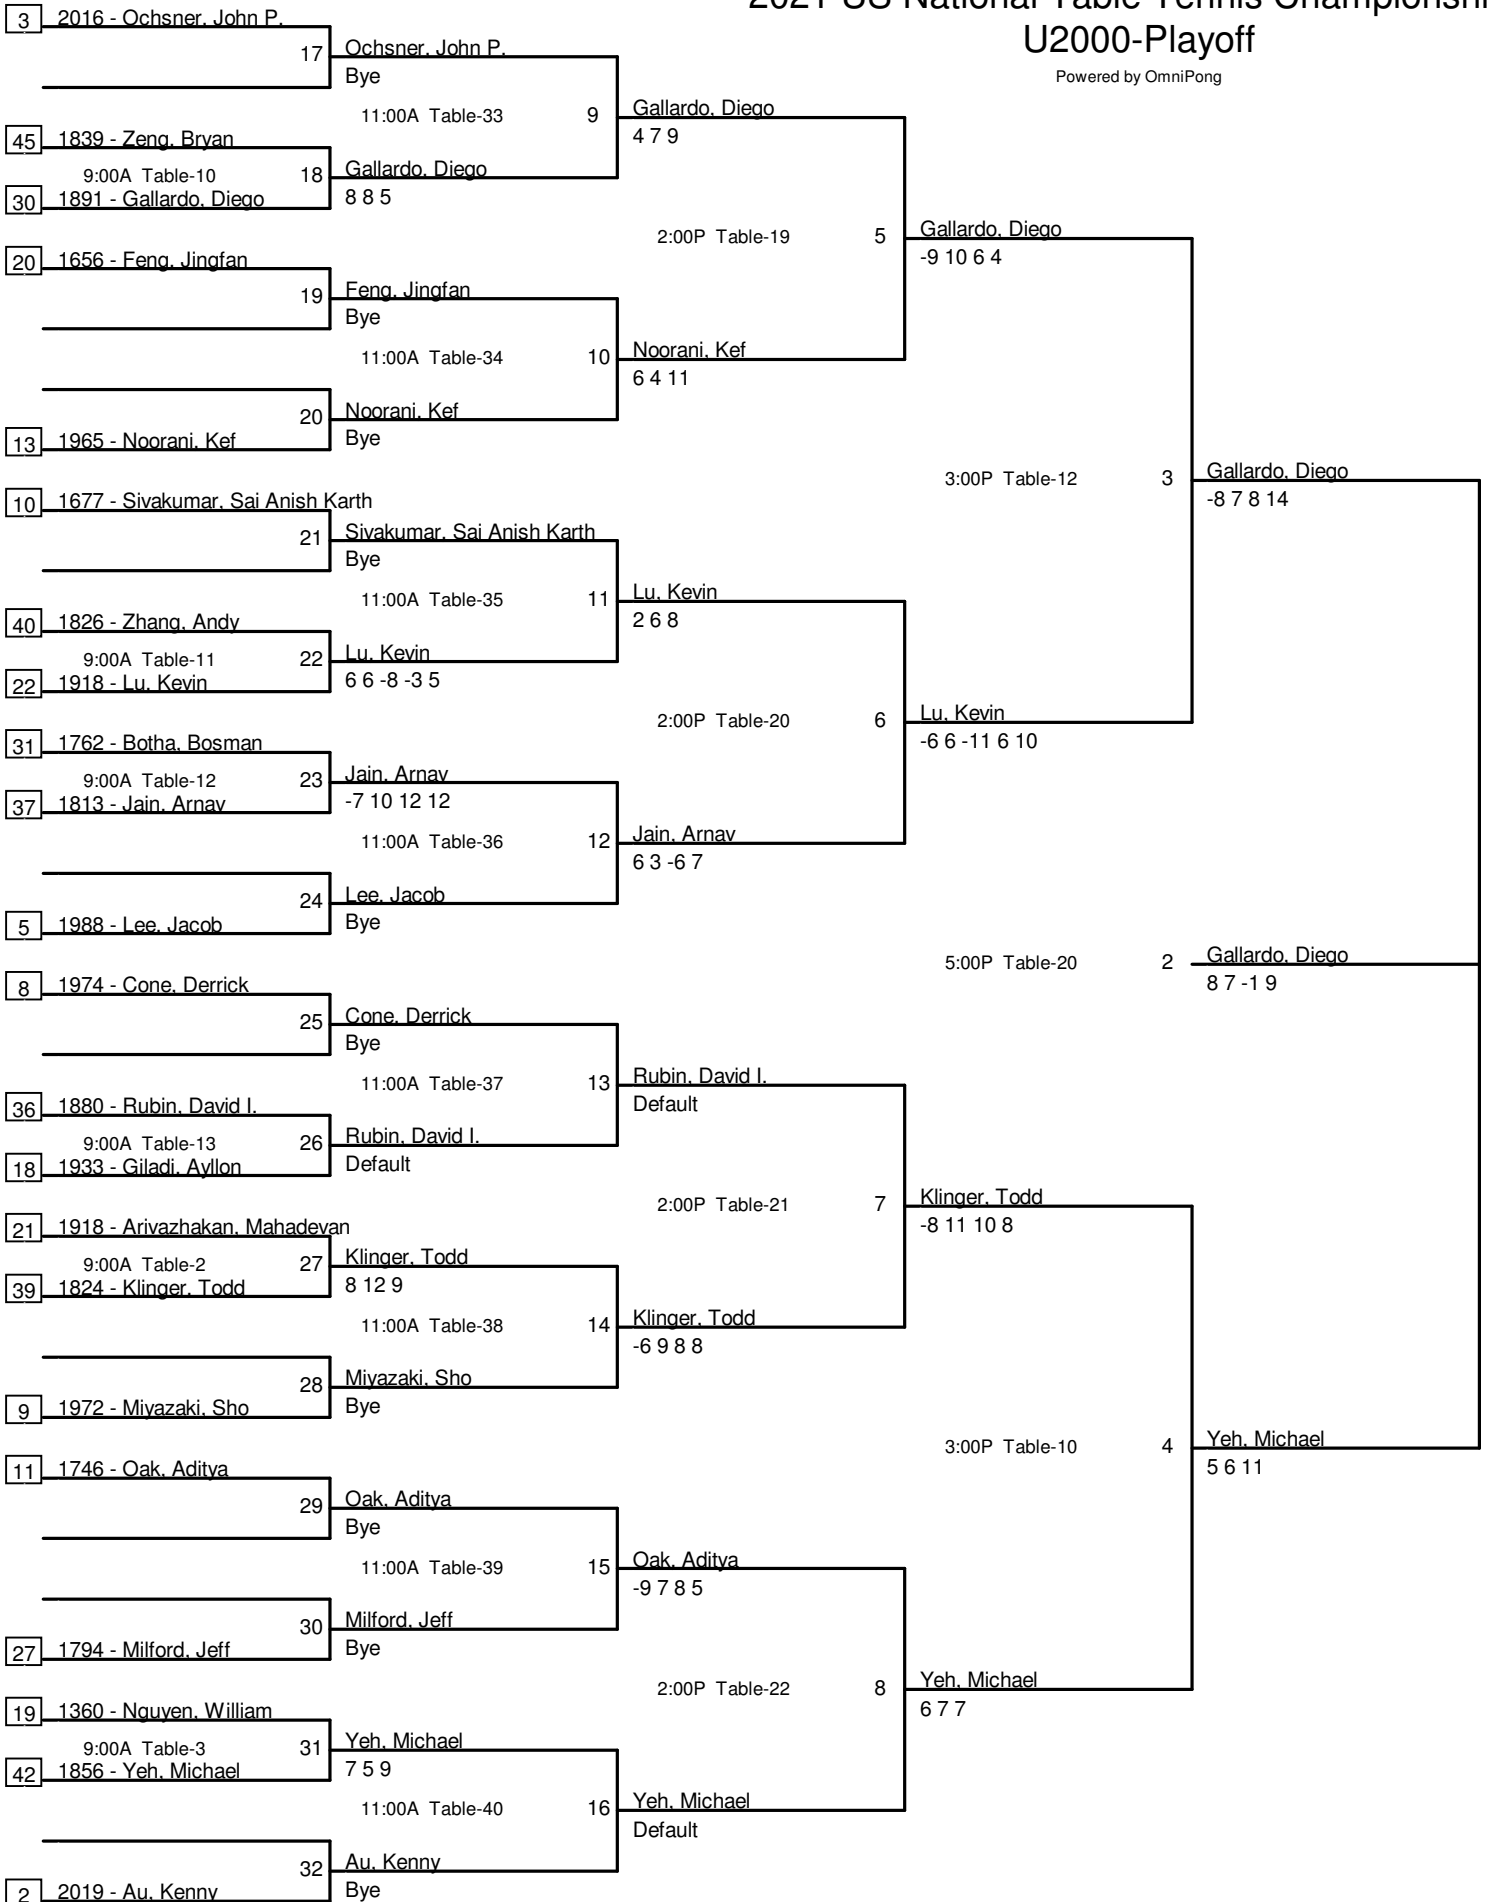 2021 US National Table Tennis Championshi
U2000-Playoff
Powered by OmniPong
3 2016 - Ochsner, John P.
17 Ochsner, John P.
Bye
11:00A Table-33 9 Gallardo, Diego
4 7 9
45 1839 - Zeng, Bryan
9:00A Table-10 18 Gallardo, Diego
30 1891 - Gallardo, Diego 8 8 5
2:00P Table-19 5 Gallardo, Diego
-9 10 6 4
20 1656 - Feng, Jingfan
19 Feng, Jingfan
Bye
11:00A Table-34 10 Noorani, Kef
6 4 11
20 Noorani, Kef
13 1965 - Noorani, Kef Bye
3:00P Table-12 3 Gallardo, Diego
-8 7 8 14
10 1677 - Sivakumar, Sai Anish Karth
21 Sivakumar, Sai Anish Karth
Bye
11:00A Table-35 11 Lu, Kevin
2 6 8
40 1826 - Zhang, Andy
9:00A Table-11 22 Lu, Kevin
22 1918 - Lu, Kevin 6 6 -8 -3 5
2:00P Table-20 6 Lu, Kevin
-6 6 -11 6 10
31 1762 - Botha, Bosman
9:00A Table-12 23 Jain, Arnav
37 1813 - Jain, Arnav -7 10 12 12
11:00A Table-36 12 Jain, Arnav
6 3 -6 7
24 Lee, Jacob
5 1988 - Lee, Jacob Bye
5:00P Table-20 2 Gallardo, Diego
8 7 -1 9
8 1974 - Cone, Derrick
25 Cone, Derrick
Bye
11:00A Table-37 13 Rubin, David I.
Default
36 1880 - Rubin, David I.
9:00A Table-13 26 Rubin, David I.
18 1933 - Giladi, Ayllon Default
2:00P Table-21 7 Klinger, Todd
-8 11 10 8
21 1918 - Arivazhakan, Mahadevan
9:00A Table-2 27 Klinger, Todd
39 1824 - Klinger, Todd 8 12 9
11:00A Table-38 14 Klinger, Todd
-6 9 8 8
28 Miyazaki, Sho
9 1972 - Miyazaki, Sho Bye
3:00P Table-10 4 Yeh, Michael
5 6 11
11 1746 - Oak, Aditya
29 Oak, Aditya
Bye
11:00A Table-39 15 Oak, Aditya
-9 7 8 5
30 Milford, Jeff
27 1794 - Milford, Jeff Bye
2:00P Table-22 8 Yeh, Michael
6 7 7
19 1360 - Nguyen, William
9:00A Table-3 31 Yeh, Michael
42 1856 - Yeh, Michael 7 5 9
11:00A Table-40 16 Yeh, Michael
Default
32 Au, Kenny
2 2019 - Au, Kenny Bye